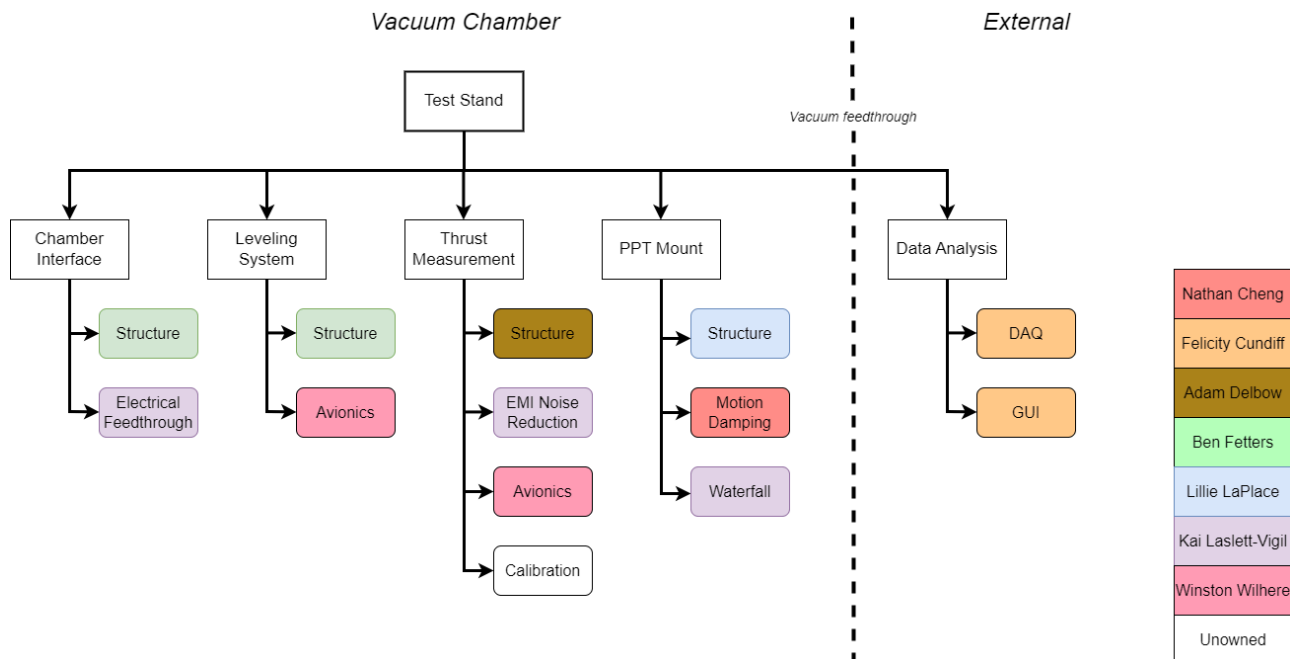 Vacuum Chamber
External
Test Stand
Vacuum feedthrough
Chamber
Interface
Leveling
System
Thrust
Measurement
PPT Mount
Data Analysis
Structure
Electrical
Feedthrough
Structure
Avionics
Structure
EMI Noise
Reduction
Avionics
Calibration
Structure
Motion
Damping
Waterfall
DAQ
GUI
Nathan Cheng
Felicity Cundiff
Adam Delbow
Ben Fetters
Lillie LaPlace
Kai Laslett-Vigil
Winston Wilhere
Unowned